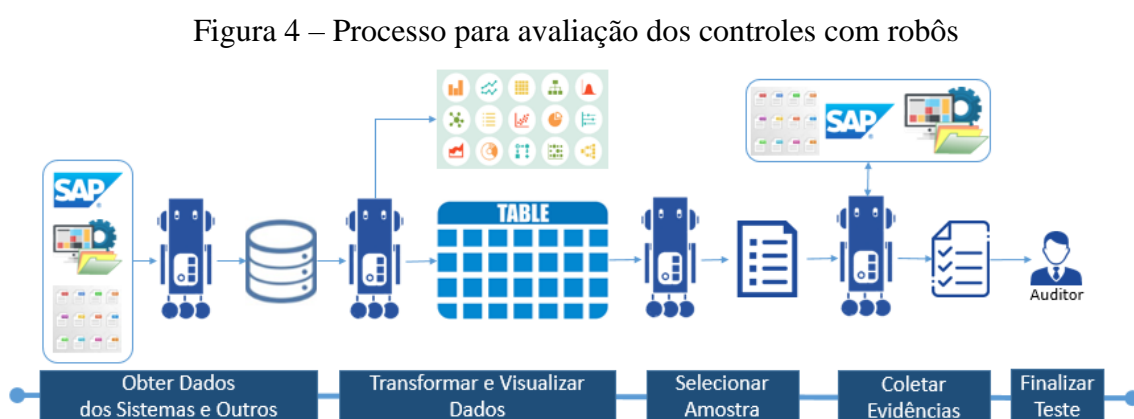 Figura 4 – Processo para avaliação dos controles com robôs
SAP
SAP
TABLE
Auditor
Obter Dados
dos Sistemas e Outros
Transformar e Visualizar
Dados
Selecionar
Amostra
Coletar
Evidências
Finalizar
Teste